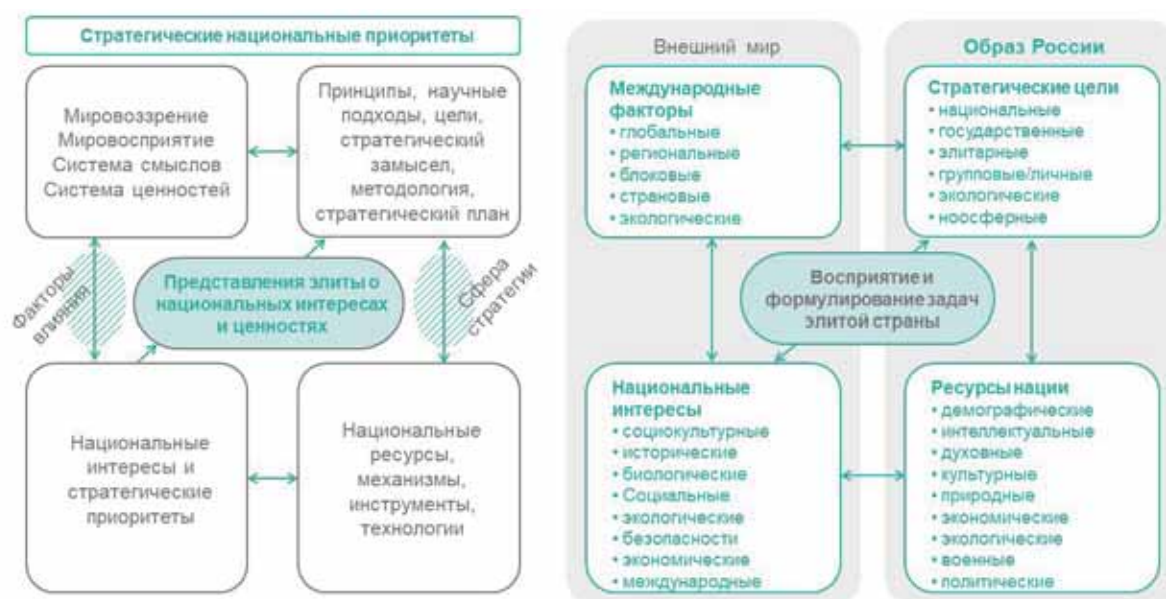 Стратегические национальные приоритеты
Мировоззрение
Мировосприятие
Система смыслов
Система ценностей
Принципы, научные
подходы, цели,
стратегический
замысел,
методология,
стратегический план
Факторы
влияния
Представления элиты о
национальных интересах
и ценностях
Сфера
стратегии
Национальные
интересы и
стратегические
приоритеты
Национальные
ресурсы,
механизмы,
инструменты,
технологии
Внешний мир
Международные
факторы
• глобальные
• региональные
• блоковые
• страновые
• экологические
Образ России
Стратегические цели
• национальные
• государственные
• элитарные
• групповые/личные
• экологические
• ноосферные
Восприятие и
формулирование задач
элитой страны
Национальные
интересы
• социокультурные
• исторические
• биологические
• Социальные
• экологические
• безопасности
• экономические
• международные
Ресурсы нации
• демографические
• интеллектуальные
• духовные
• культурные
• природные
• экономические
• экологические
• военные
• политические